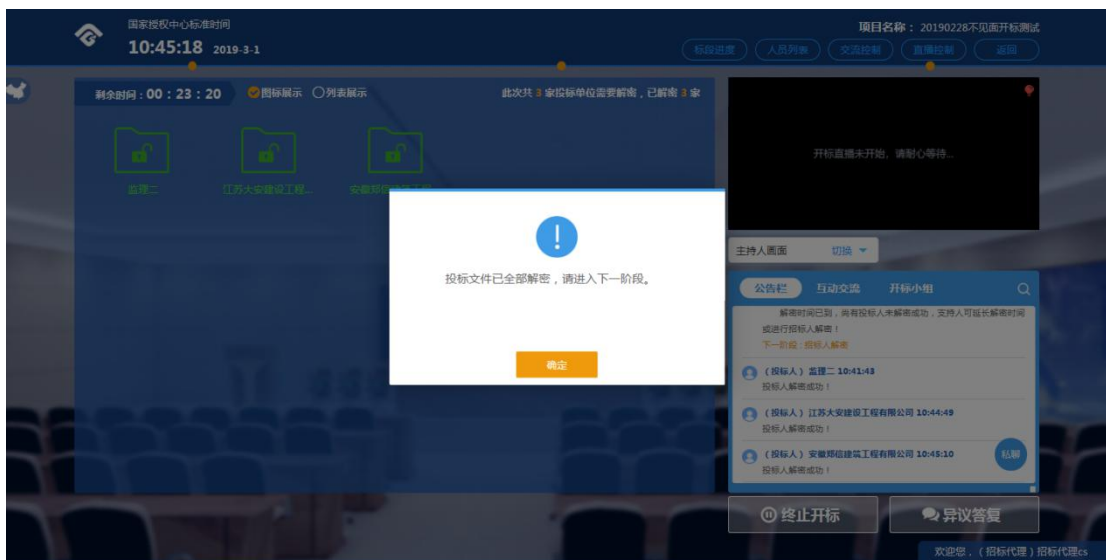 国家授权中心标准时间
10:45:18 2019-3-1
项目名称： 20190228不见面开标测试
标段进度 人员列表 交流控制 直播控制 返回
剩余时间：00：23：20 图标展示 列表展示 此次共 3 家投标单位需要解密，已解密 3 家
监理二 江苏大安建设工程... 安徽郑信建筑工程...
开标直播未开始，请耐心等待...
投标文件已全部解密，请进入下一阶段。
确定
主持人画面 切换
公告栏 互动交流 开标小组
解密时间已到，尚有投标人未解密成功，支持人可延长解密时间
或进行招标人解密！
下一阶段：招标人解密
（投标人）监理二 10:41:43
投标人解密成功！
（投标人）江苏大安建设工程有限公司 10:44:49
投标人解密成功！
（投标人）安徽郑信建筑工程有限公司 10:45:10
投标人解密成功！
私聊
终止开标 异议答复
欢迎您，（招标代理）招标代理cs